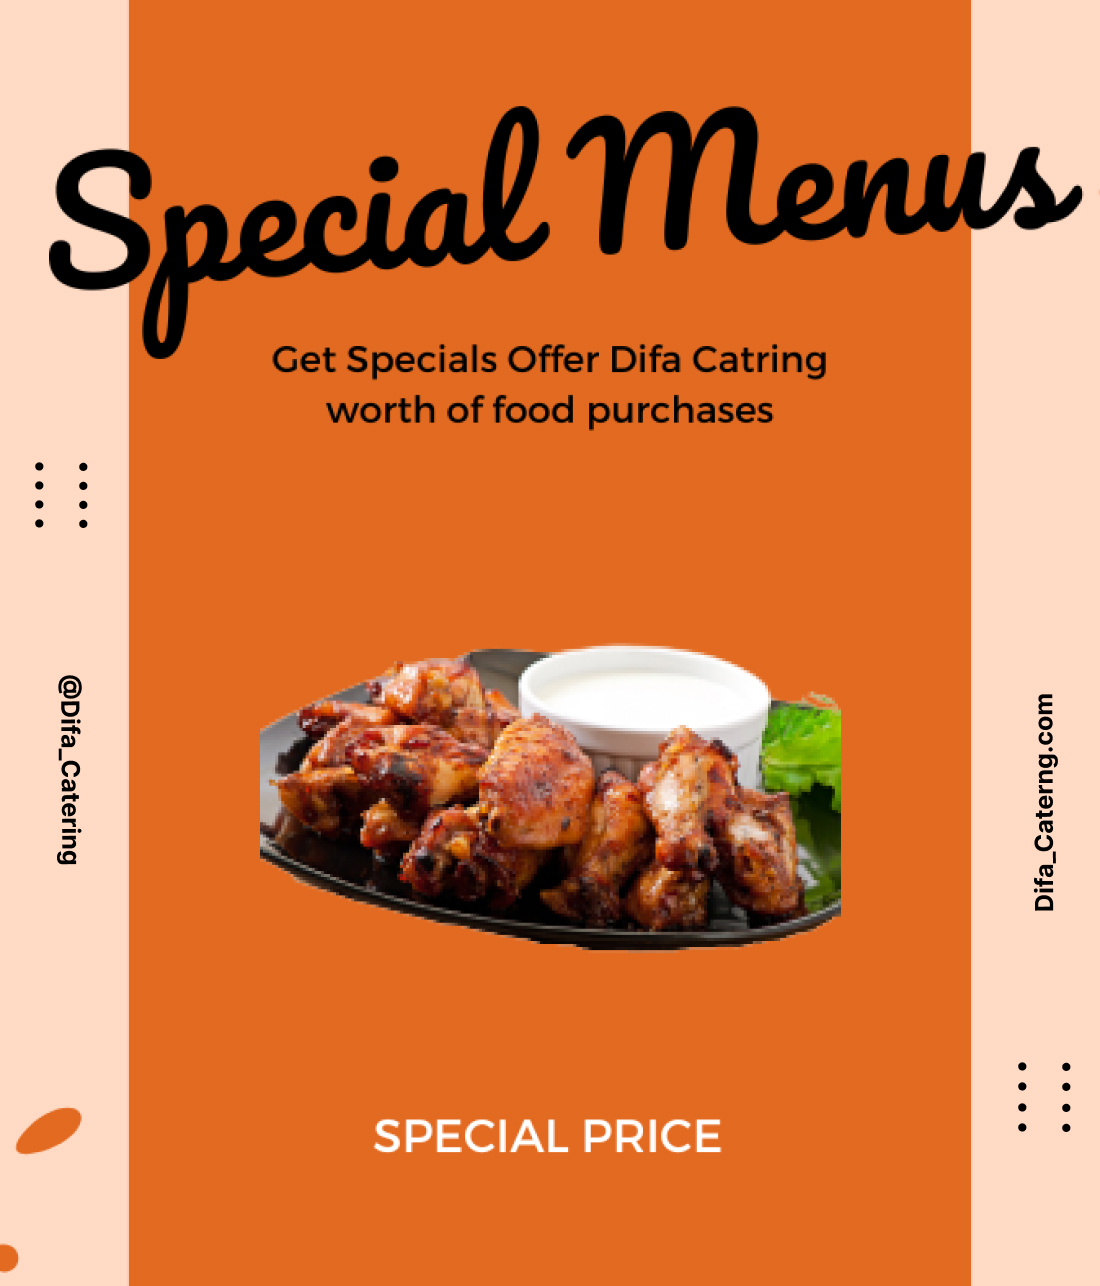 Special Menus
Get Specials Offer Difa Catring
worth of food purchases
@Difa_Catering
Difa_Caterng.com
SPECIAL PRICE